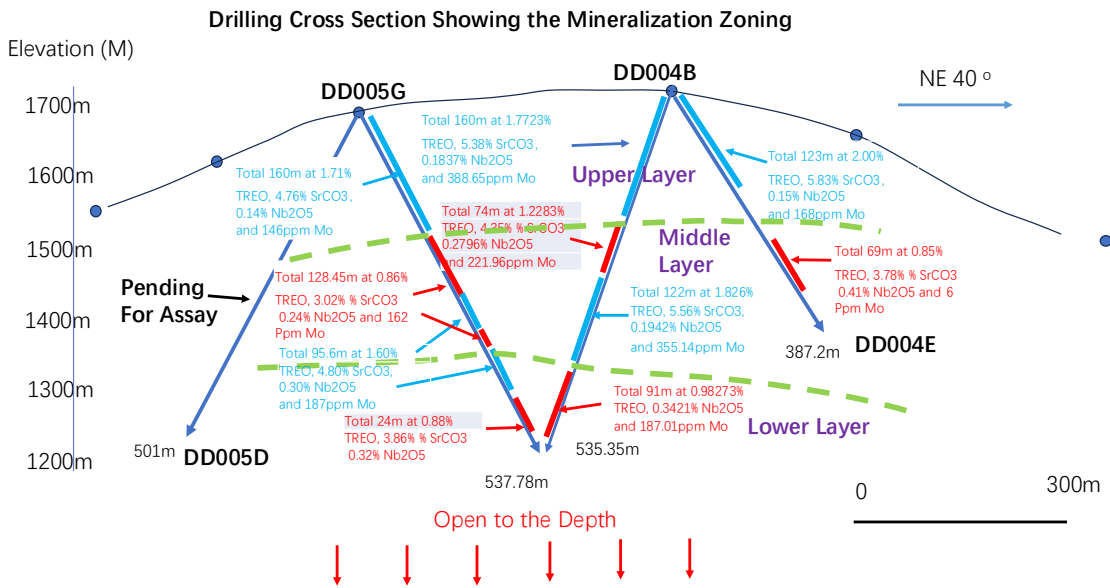 Drilling Cross Section Showing the Mineralization Zoning
Elevation (M)
NE 40 º
1700m
1600m
1500m
1400m
1300m
1200m
DD005G
DD004B
Total 160m at 1.7723%
TREO, 5.38% SrCO3,
0.1837% Nb2O5
and 388.65ppm Mo
Total 160m at 1.71%
TREO, 4.76% SrCO3,
0.14% Nb2O5
and 146ppm Mo
Upper Layer
Total 123m at 2.00%
TREO, 5.83% SrCO3,
0.15% Nb2O5
and 168ppm Mo
Total 74m at 1.2283%
TREO, 4.35% % SrCO3
0.2796% Nb2O5
and 221.96ppm Mo
Middle
Layer
Total 69m at 0.85%
TREO, 3.78% % SrCO3
0.41% Nb2O5 and 6
Ppm Mo
Pending
For Assay
Total 128.45m at 0.86%
TREO, 3.02% % SrCO3
0.24% Nb2O5 and 162
Ppm Mo
Total 122m at 1.826%
TREO, 5.56% SrCO3,
0.1942% Nb2O5
and 355.14ppm Mo
387.2m
DD004E
Total 95.6m at 1.60%
TREO, 4.80% SrCO3,
0.30% Nb2O5
and 187ppm Mo
Total 91m at 0.98273%
TREO, 0.3421% Nb2O5
and 187.01ppm Mo
Lower Layer
Total 24m at 0.88%
TREO, 3.86% % SrCO3
0.32% Nb2O5
501m
DD005D
535.35m
537.78m
0
300m
Open to the Depth